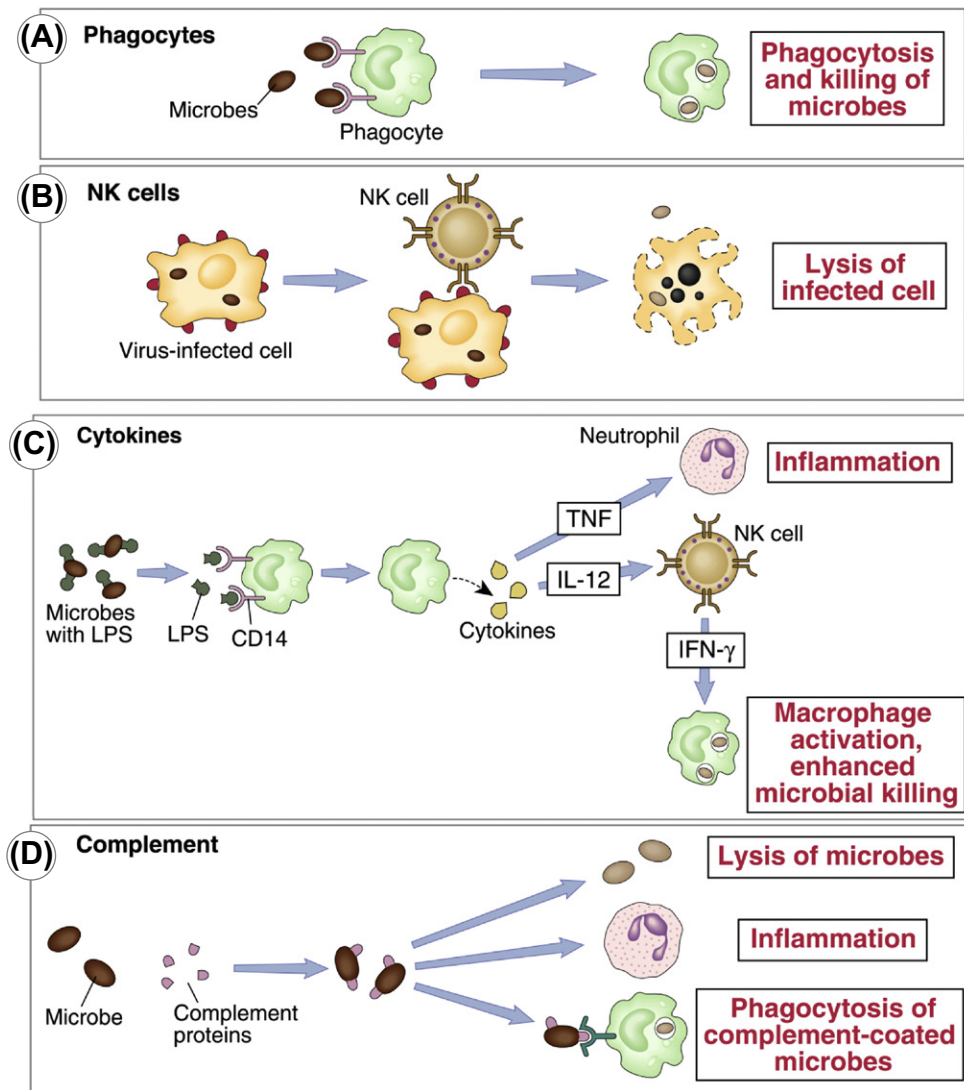 (A)
Phagocytes
Microbes
Phagocyte
Phagocytosis
and killing of
microbes
(B)
NK cells
NK cell
Virus-infected cell
Lysis of
infected cell
(C)
Cytokines
Neutrophil
Inflammation
TNF
NK cell
IL-12
Microbes
with LPS
LPS
CD14
Cytokines
IFN-γ
Macrophage
activation,
enhanced
microbial killing
(D)
Complement
Lysis of microbes
Inflammation
Microbe
Complement
proteins
Phagocytosis of
complement-coated
microbes